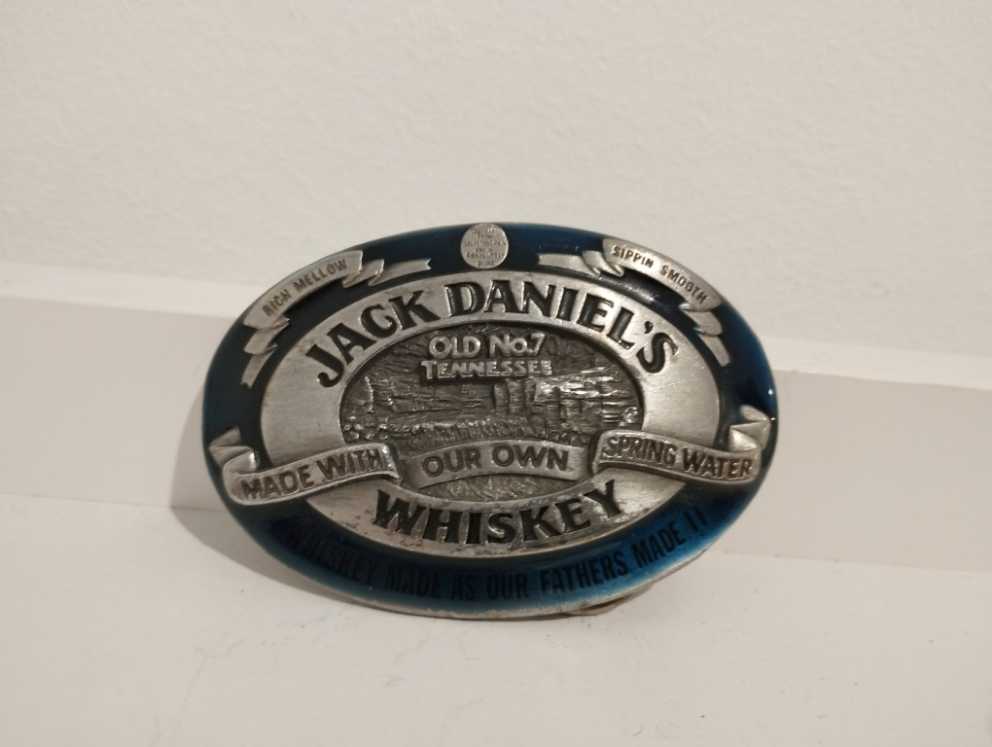 RICH MELLOW
SIPPIN SMOOTH
JACK DANIEL'S
OLD No.7
TENNESSEE
MADE WITH OUR OWN SPRING WATER
WHISKEY
WHISKEY MADE AS OUR FATHERS MADE IT